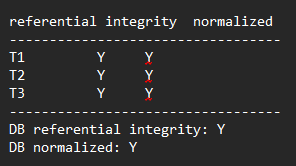 referential integrity  normalized
----------------------------------
T1         Y     Y
T2         Y     Y
T3         Y     Y
----------------------------------
DB referential integrity: Y
DB normalized: Y